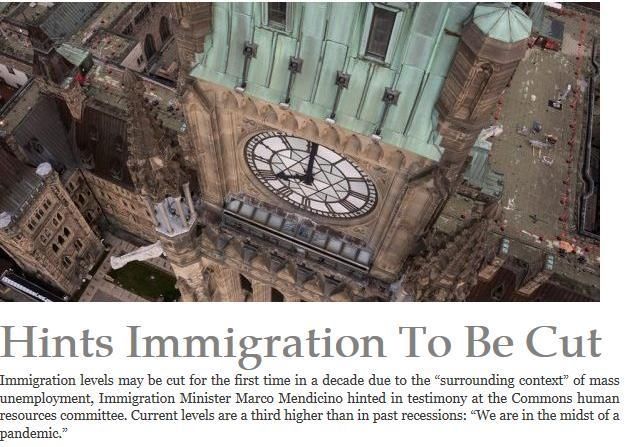 Hints Immigration To Be Cut
Immigration levels may be cut for the first time in a decade due to the “surrounding context” of mass
unemployment, Immigration Minister Marco Mendicino hinted in testimony at the Commons human
resources committee. Current levels are a third higher than in past recessions: “We are in the midst of a
pandemic.”